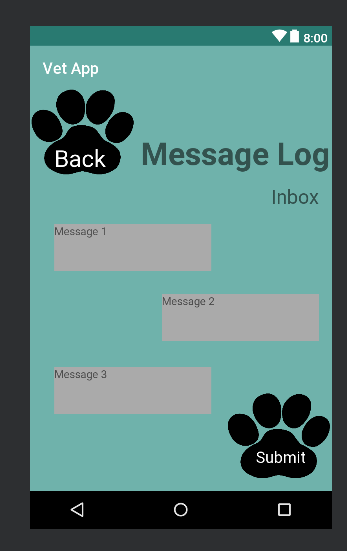 8:00
Vet App
Back
Message Log
Inbox
Message 1
Message 2
Message 3
Submit